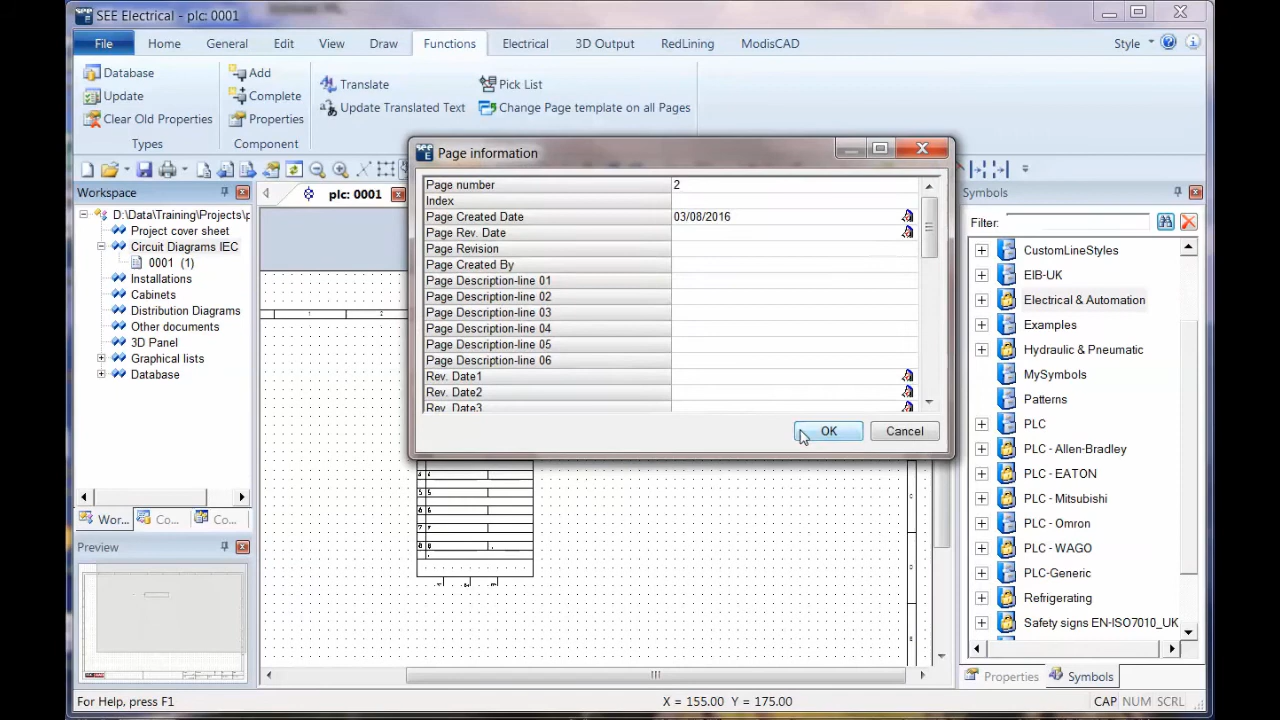 SEE Electrical - plc: 0001
File
Home
General
Edit
View
Draw
Functions
Electrical
3D Output
RedLining
ModisCAD
Style
Database
Update
Clear Old Properties
Types
Add
Complete
Properties
Component
Translate
Update Translated Text
Pick List
Change Page template on all Pages
Workspace
plc: 0001
D:\Data\Training\Projects\p
Project cover sheet
Circuit Diagrams IEC
0001 (1)
Installations
Cabinets
Distribution Diagrams
Other documents
3D Panel
Graphical lists
Database
Wor...
Co...
Co...
Preview
Page information
Page number 2
Index
Page Created Date 03/08/2016
Page Rev. Date
Page Revision
Page Created By
Page Description-line 01
Page Description-line 02
Page Description-line 03
Page Description-line 04
Page Description-line 05
Page Description-line 06
Rev. Date1
Rev. Date2
Rev. Date3
OK
Cancel
Symbols
Filter:
CustomLineStyles
EIB-UK
Electrical & Automation
Examples
Hydraulic & Pneumatic
MySymbols
Patterns
PLC
PLC - Allen-Bradley
PLC - EATON
PLC - Mitsubishi
PLC - Omron
PLC - WAGO
PLC-Generic
Refrigerating
Safety signs EN-ISO7010_UK
Properties
Symbols
For Help, press F1
X = 155.00 Y = 175.00
CAP NUM SCRL